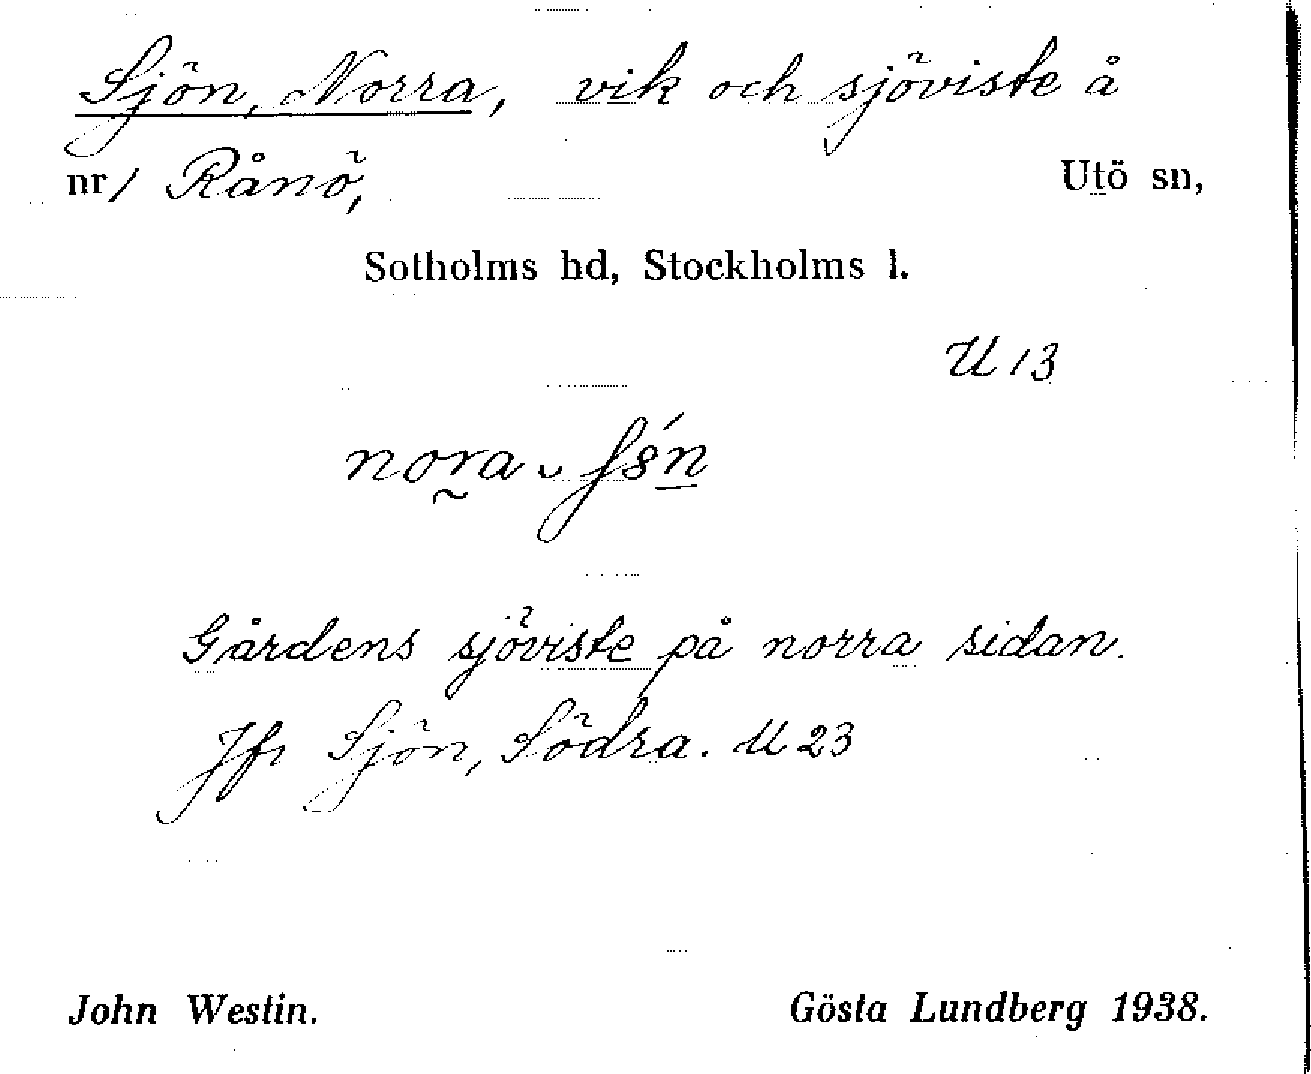 Sjön, Norra, vik och sjöviste å
nr 1 Rånö, Utö sn,
Sotholms hd, Stockholms l.
U 13
nora
Gårdens sjöviste på norra sidan.
Jfr Sjön, Södra. U 23
John Westin. Gösta Lundberg 1938.